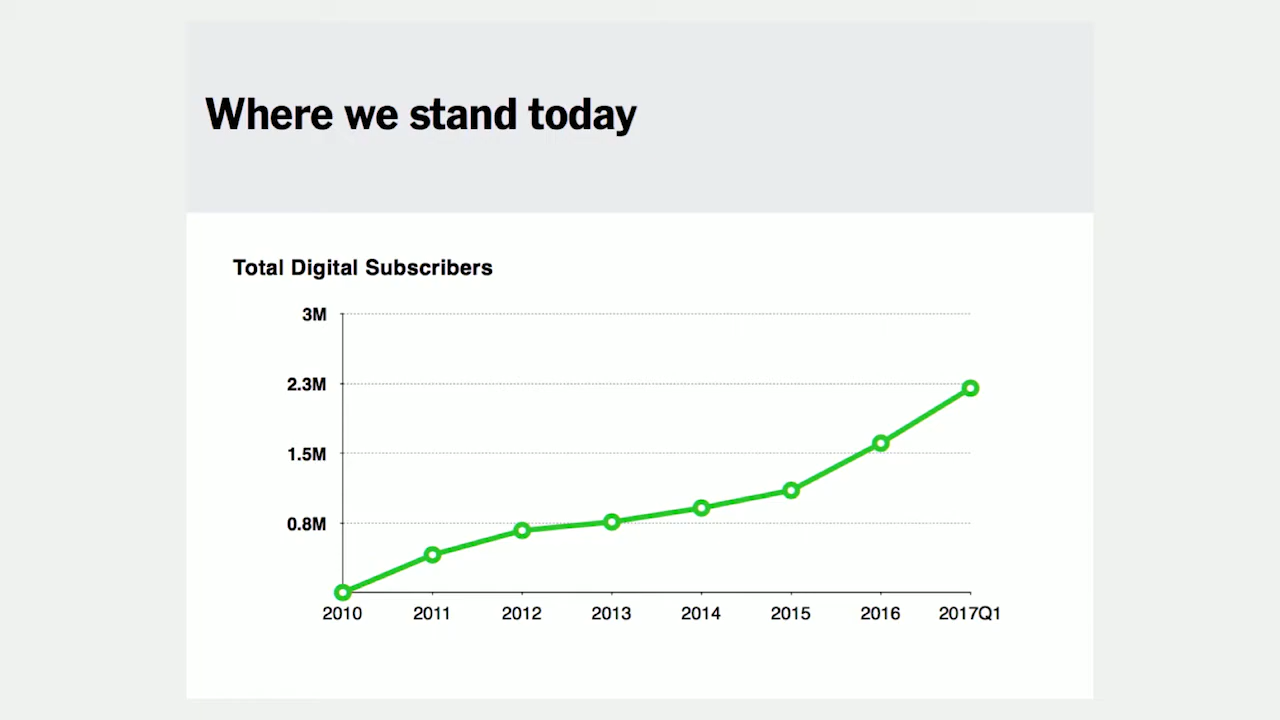 Where we stand today
Total Digital Subscribers
3M
2.3M
1.5M
0.8M
2010 2011 2012 2013 2014 2015 2016 2017Q1